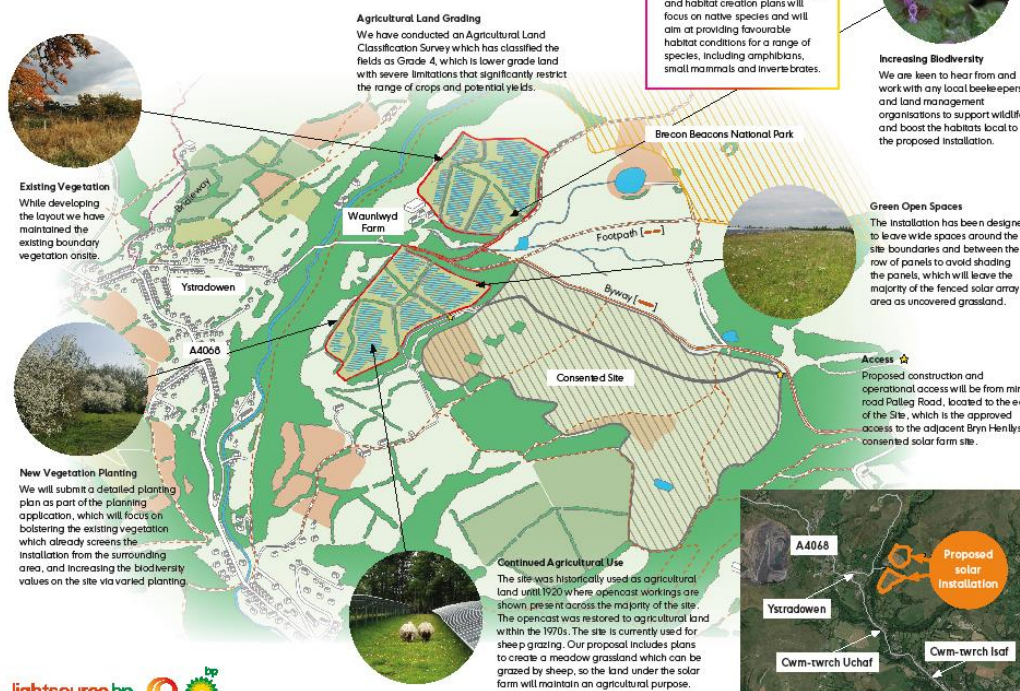 Agricultural Land Grading
We have conducted an Agricultural Land
Classification Survey which has classified the
fields as Grade 4, which is lower grade land
with severe limitations that significantly restrict
the range of crops and potential yields.
and habitat creation plans will
focus on native species and will
aim at providing favourable
habitat conditions for a range of
species, including amphibians,
small mammals and invertebrates.
Increasing Biodiversity
We are keen to hear from and
work with any local beekeepers
and land management
organisations to support wildlife
and boost the habitats local to
the proposed installation.
Brecon Beacons National Park
Existing Vegetation
While developing
the layout we have
maintained the
existing boundary
vegetation onsite.
Bridleway
Waunlwyd
Farm
Footpath [---]
Byway [---]
Ystradowen
A4068
Consented Site
Green Open Spaces
The installation has been designe
to leave wide spaces around the
site boundaries and between the
row of panels to avoid shading
the panels, which will leave the
majority of the fenced solar array
area as uncovered grassland.
Access
Proposed construction and
operational access will be from min
road Palleg Road, located to the e
of the Site, which is the approved
access to the adjacent Bryn Henllys
consented solar farm site.
New Vegetation Planting
We will submit a detailed planting
plan as part of the planning
application, which will focus on
bolstering the existing vegetation
which already screens the
installation from the surrounding
area, and increasing the biodiversity
values on the site via varied planting.
Continued Agricultural Use
The site was historically used as agricultural
land until 1920 where opencast workings are
shown present across the majority of the site.
The opencast was restored to agricultural land
within the 1970s. The site is currently used for
sheep grazing. Our proposal includes plans
to create a meadow grassland which can be
grazed by sheep, so the land under the solar
farm will maintain an agricultural purpose.
A4068
Proposed
solar
installation
Ystradowen
Cwm-twrch Uchaf
Cwm-twrch Isaf
lightsource bp
bp